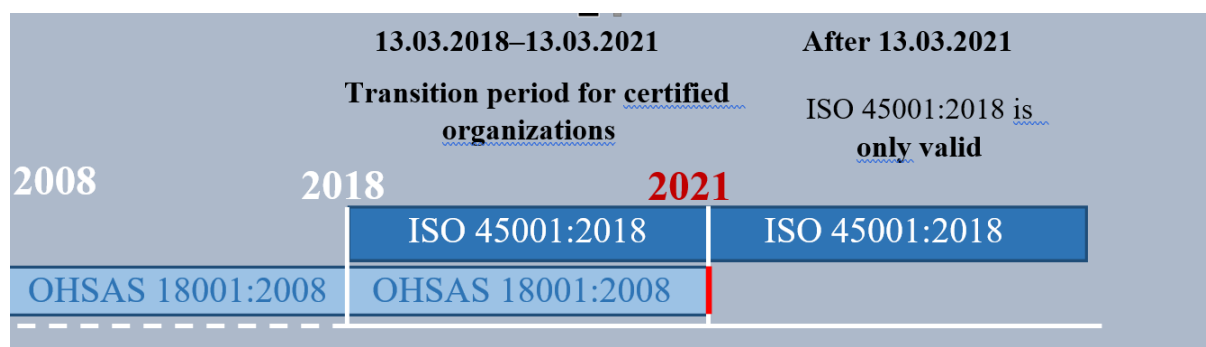 13.03.2018–13.03.2021
After 13.03.2021
Transition period for certified
organizations
ISO 45001:2018 is
only valid
2008
2018
2021
ISO 45001:2018
ISO 45001:2018
OHSAS 18001:2008
OHSAS 18001:2008